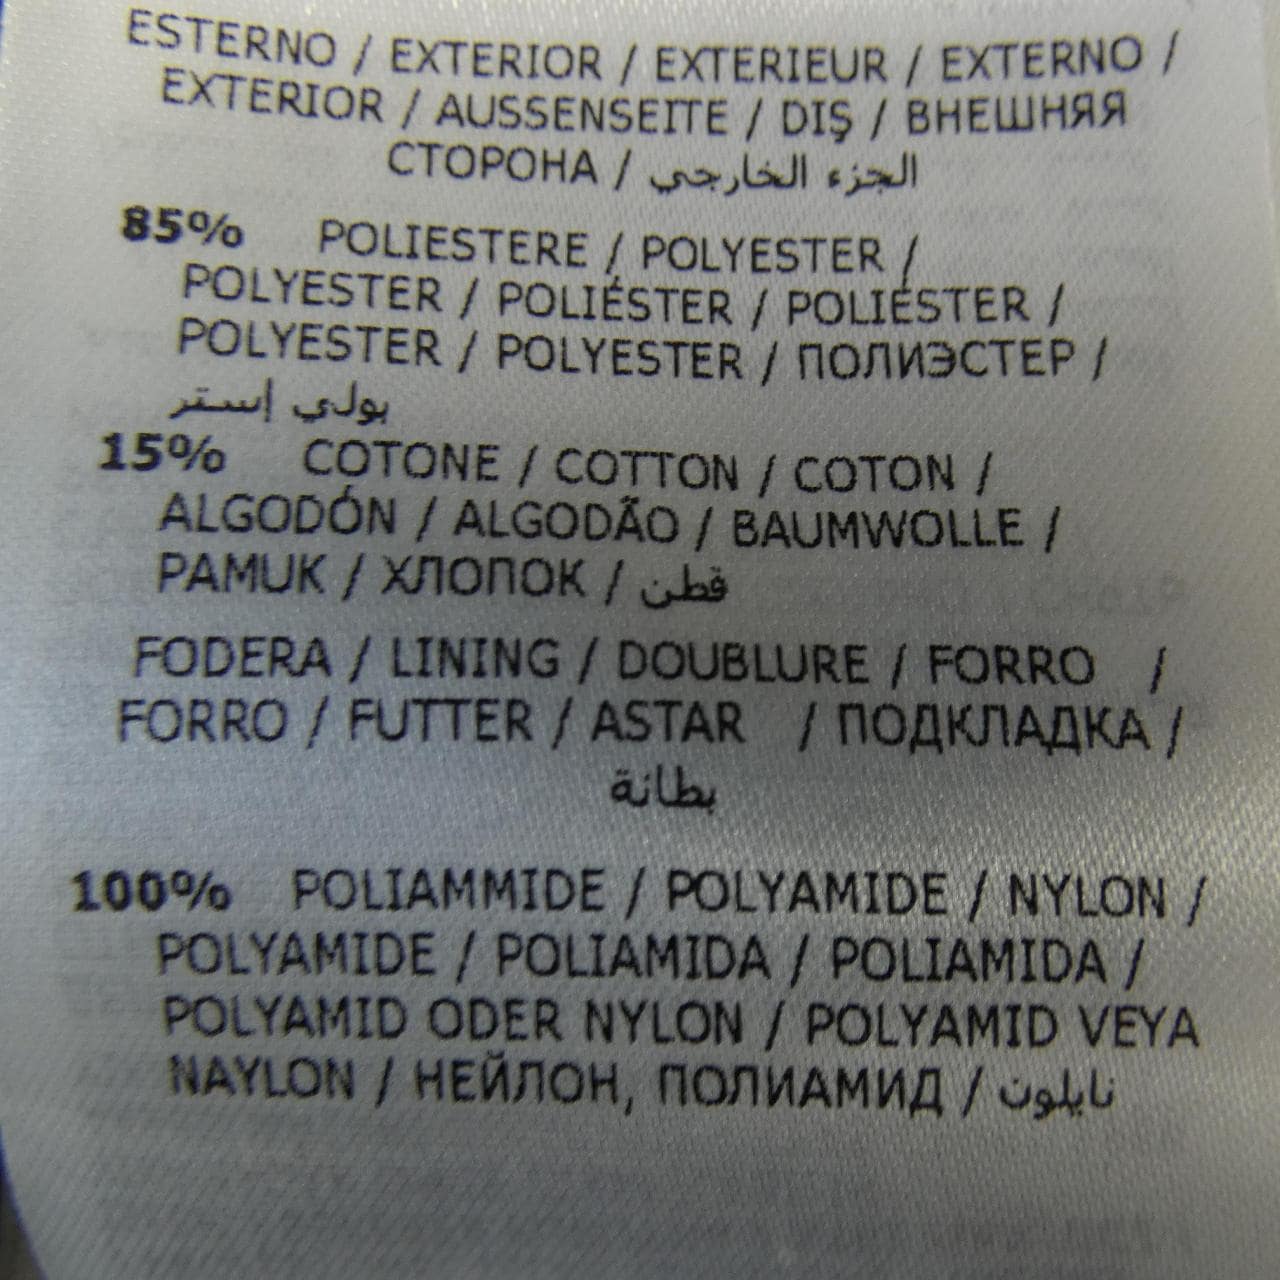 ESTERNO / EXTERIOR / EXTERIEUR / EXTERNO /
EXTERIOR / AUSSENSEITE / DIŞ / ВНЕШНЯЯ
СТОРОНА / الجزء الخارجي
85% POLIESTERE / POLYESTER /
POLYESTER / POLIÉSTER / POLIÉSTER /
POLYESTER / POLYESTER / ПОЛИЭСТЕР /
بولي إستر
15% COTONE / COTTON / COTON /
ALGODÓN / ALGODÃO / BAUMWOLLE /
PAMUK / ХЛОПОК / قطن
FODERA / LINING / DOUBLURE / FORRO /
FORRO / FUTTER / ASTAR / ПОДКЛАДКА /
بطانة
100% POLIAMMIDE / POLYAMIDE / NYLON /
POLYAMIDE / POLIAMIDA / POLIAMIDA /
POLYAMID ODER NYLON / POLYAMID VEYA
NAYLON / НЕЙЛОН, ПОЛИАМИД / نايلون